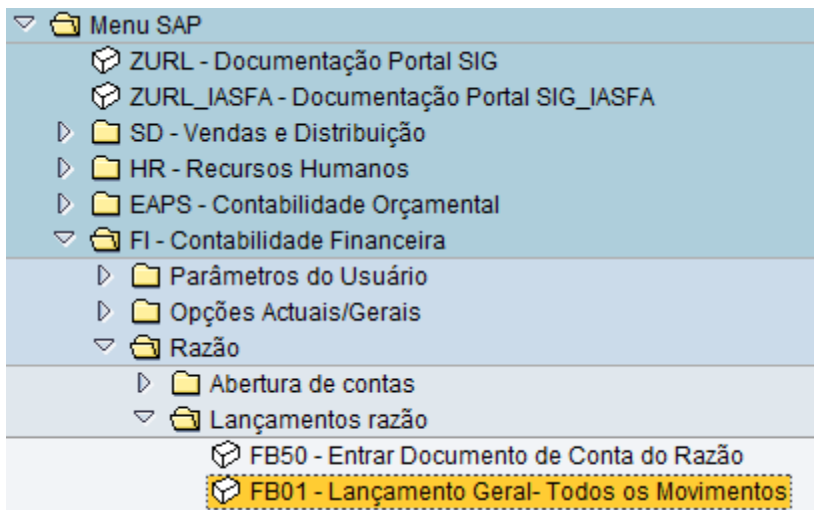 Menu SAP
ZURL - Documentação Portal SIG
ZURL_IASFA - Documentação Portal SIG_IASFA
SD - Vendas e Distribuição
HR - Recursos Humanos
EAPS - Contabilidade Orçamental
FI - Contabilidade Financeira
Parâmetros do Usuário
Opções Actuais/Gerais
Razão
Abertura de contas
Lançamentos razão
FB50 - Entrar Documento de Conta do Razão
FB01 - Lançamento Geral- Todos os Movimentos